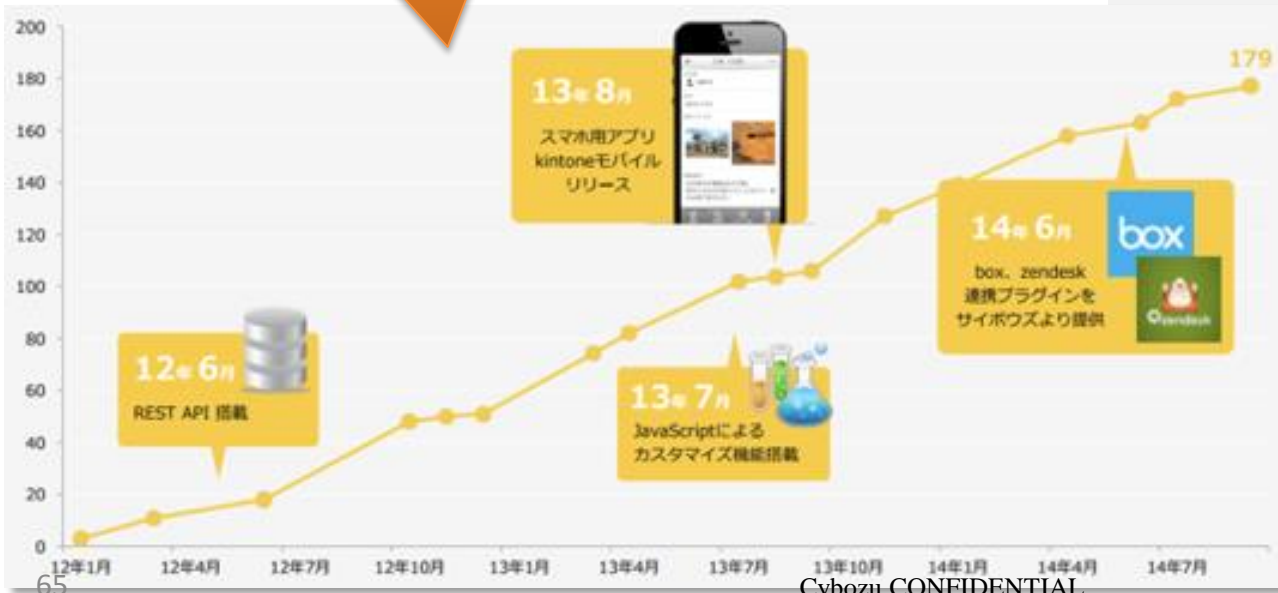 200
180
160
140
120
100
80
60
40
20
0
179
13年8月
スマホ用アプリ
kintoneモバイル
リリース
14年6月
box、zendesk
連携プラグインを
サイボウズより提供
box
zendesk
12年6月
REST API 搭載
13年7月
JavaScriptによる
カスタマイズ機能搭載
12年1月 12年4月 12年7月 12年10月 13年1月 13年4月 13年7月 13年10月 14年1月 14年4月 14年7月
65
Cybozu CONFIDENTIAL